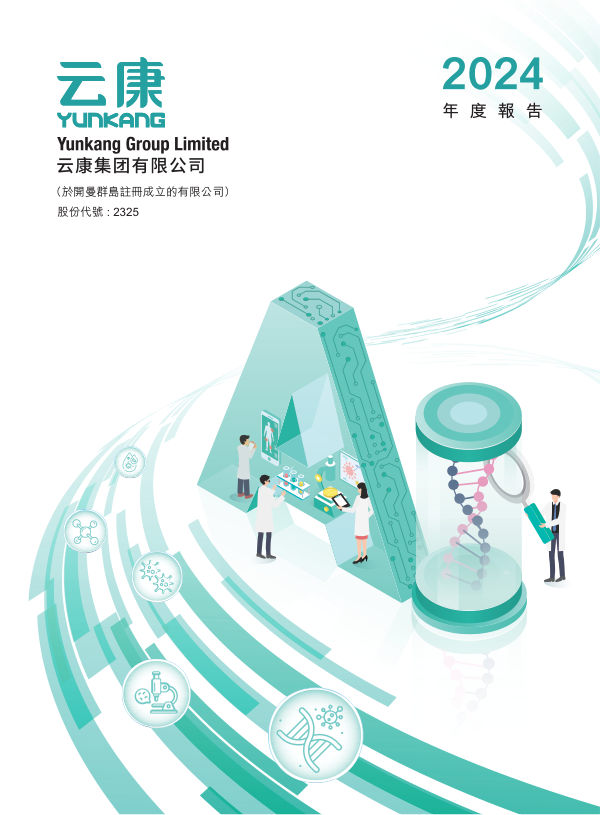 云康
YUNKANG
Yunkang Group Limited
云康集团有限公司
(於開曼群島註冊成立的有限公司)
股份代號 : 2325
2024
年度報告